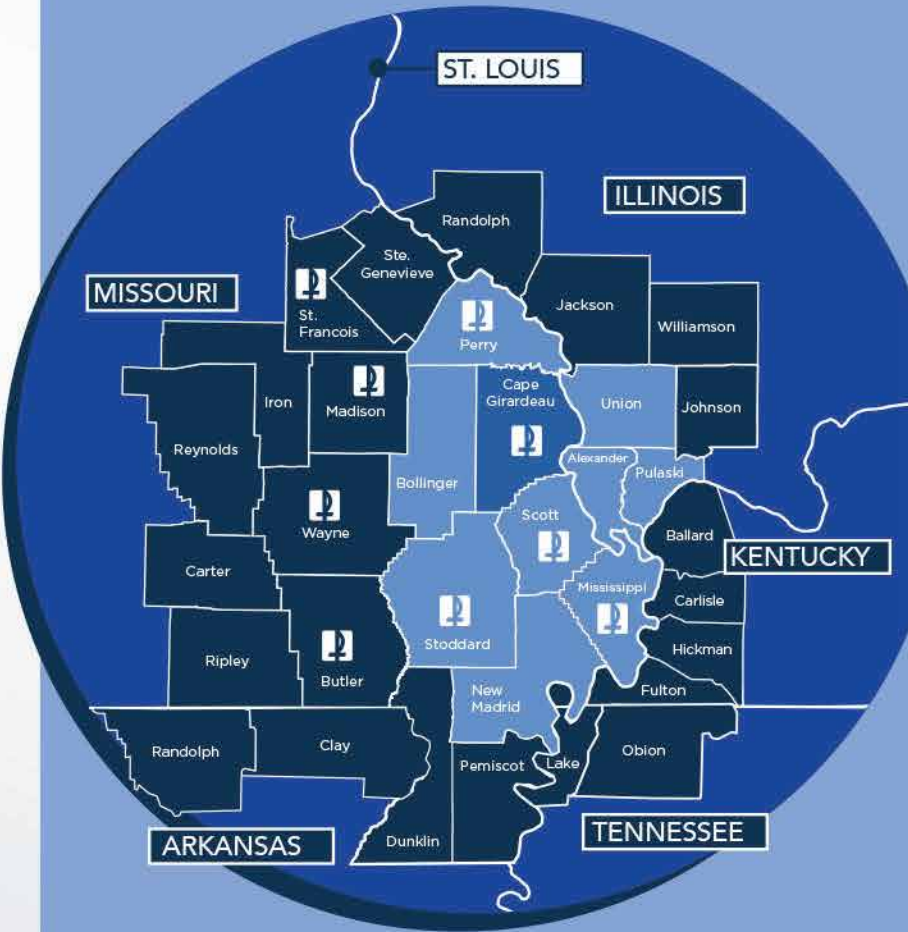 ST. LOUIS
ILLINOIS
Randolph
Ste.
Genevieve
MISSOURI
St.
Francois
Jackson
Perry
Williamson
Cape
Girardeau
Iron
Madison
Union
Johnson
Reynolds
Alexander
Bollinger
Pulaski
Scott
Wayne
Ballard
KENTUCKY
Carter
Mississippi
Carlisle
Stoddard
Hickman
Ripley
Butler
New
Madrid
Fulton
Randolph
Clay
Pemiscot
Lake
Obion
ARKANSAS
Dunklin
TENNESSEE